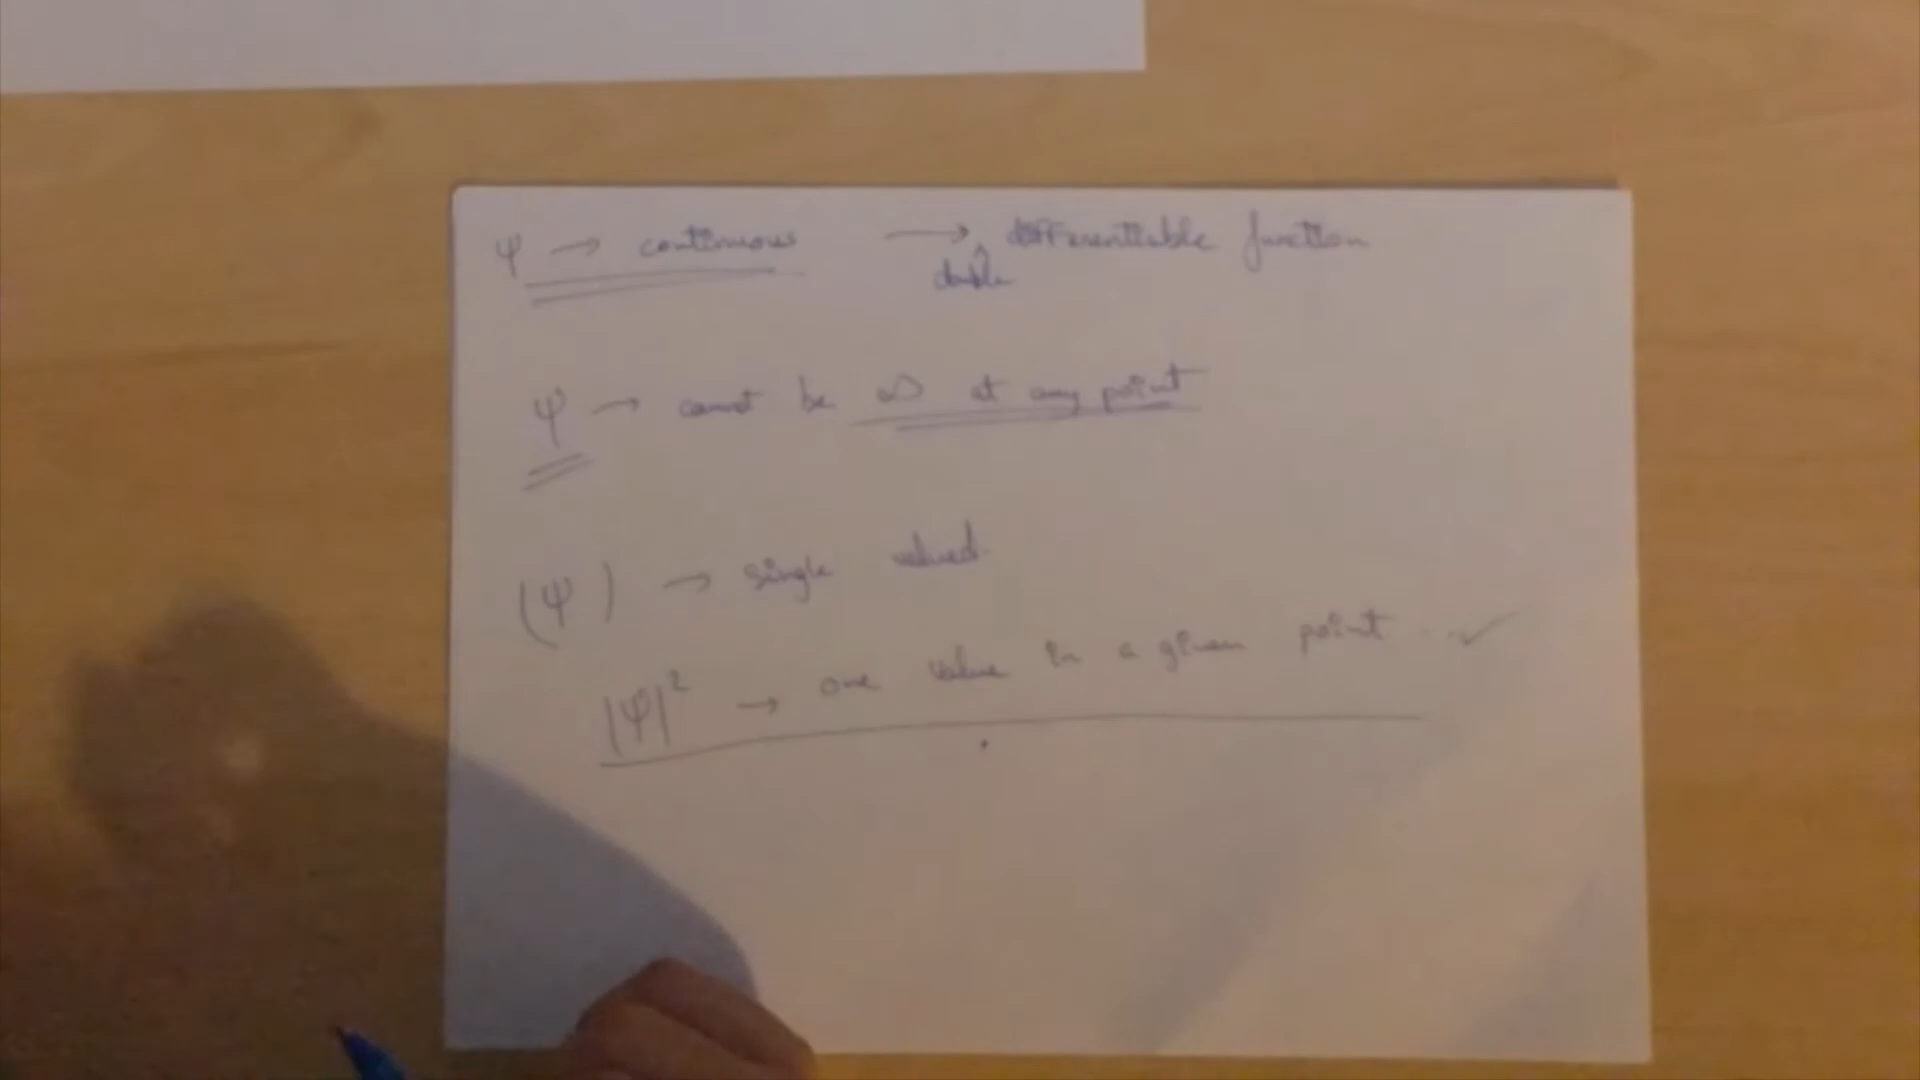 ψ → continuous → differentiable function
double
ψ → cannot be ∞ at any point
(ψ) → single valued
|ψ|² → one value in a given point ✓